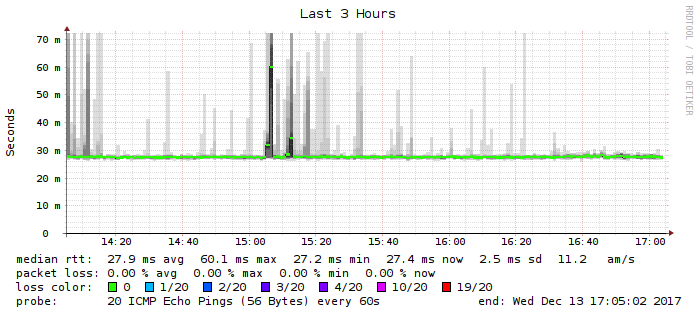 Last 3 Hours
RRDTOOL / TOBI OETIKER
Seconds
70 m
60 m
50 m
40 m
30 m
20 m
10 m
0
14:20 14:40 15:00 15:20 15:40 16:00 16:20 16:40 17:00
median rtt: 27.9 ms avg 60.1 ms max 27.2 ms min 27.4 ms now 2.5 ms sd 11.2 am/s
packet loss: 0.00 % avg 0.00 % max 0.00 % min 0.00 % now
loss color: 0 1/20 2/20 3/20 4/20 10/20 19/20
probe: 20 ICMP Echo Pings (56 Bytes) every 60s end: Wed Dec 13 17:05:02 2017